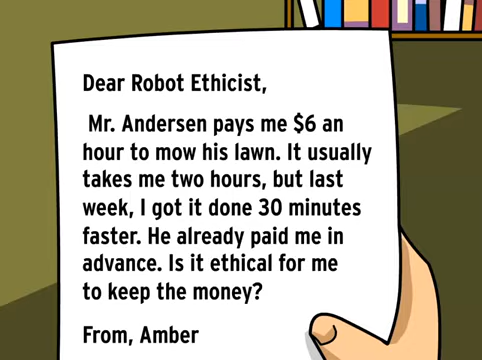 Dear Robot Ethicist,
Mr. Andersen pays me $6 an
hour to mow his lawn. It usually
takes me two hours, but last
week, I got it done 30 minutes
faster. He already paid me in
advance. Is it ethical for me
to keep the money?
From, Amber